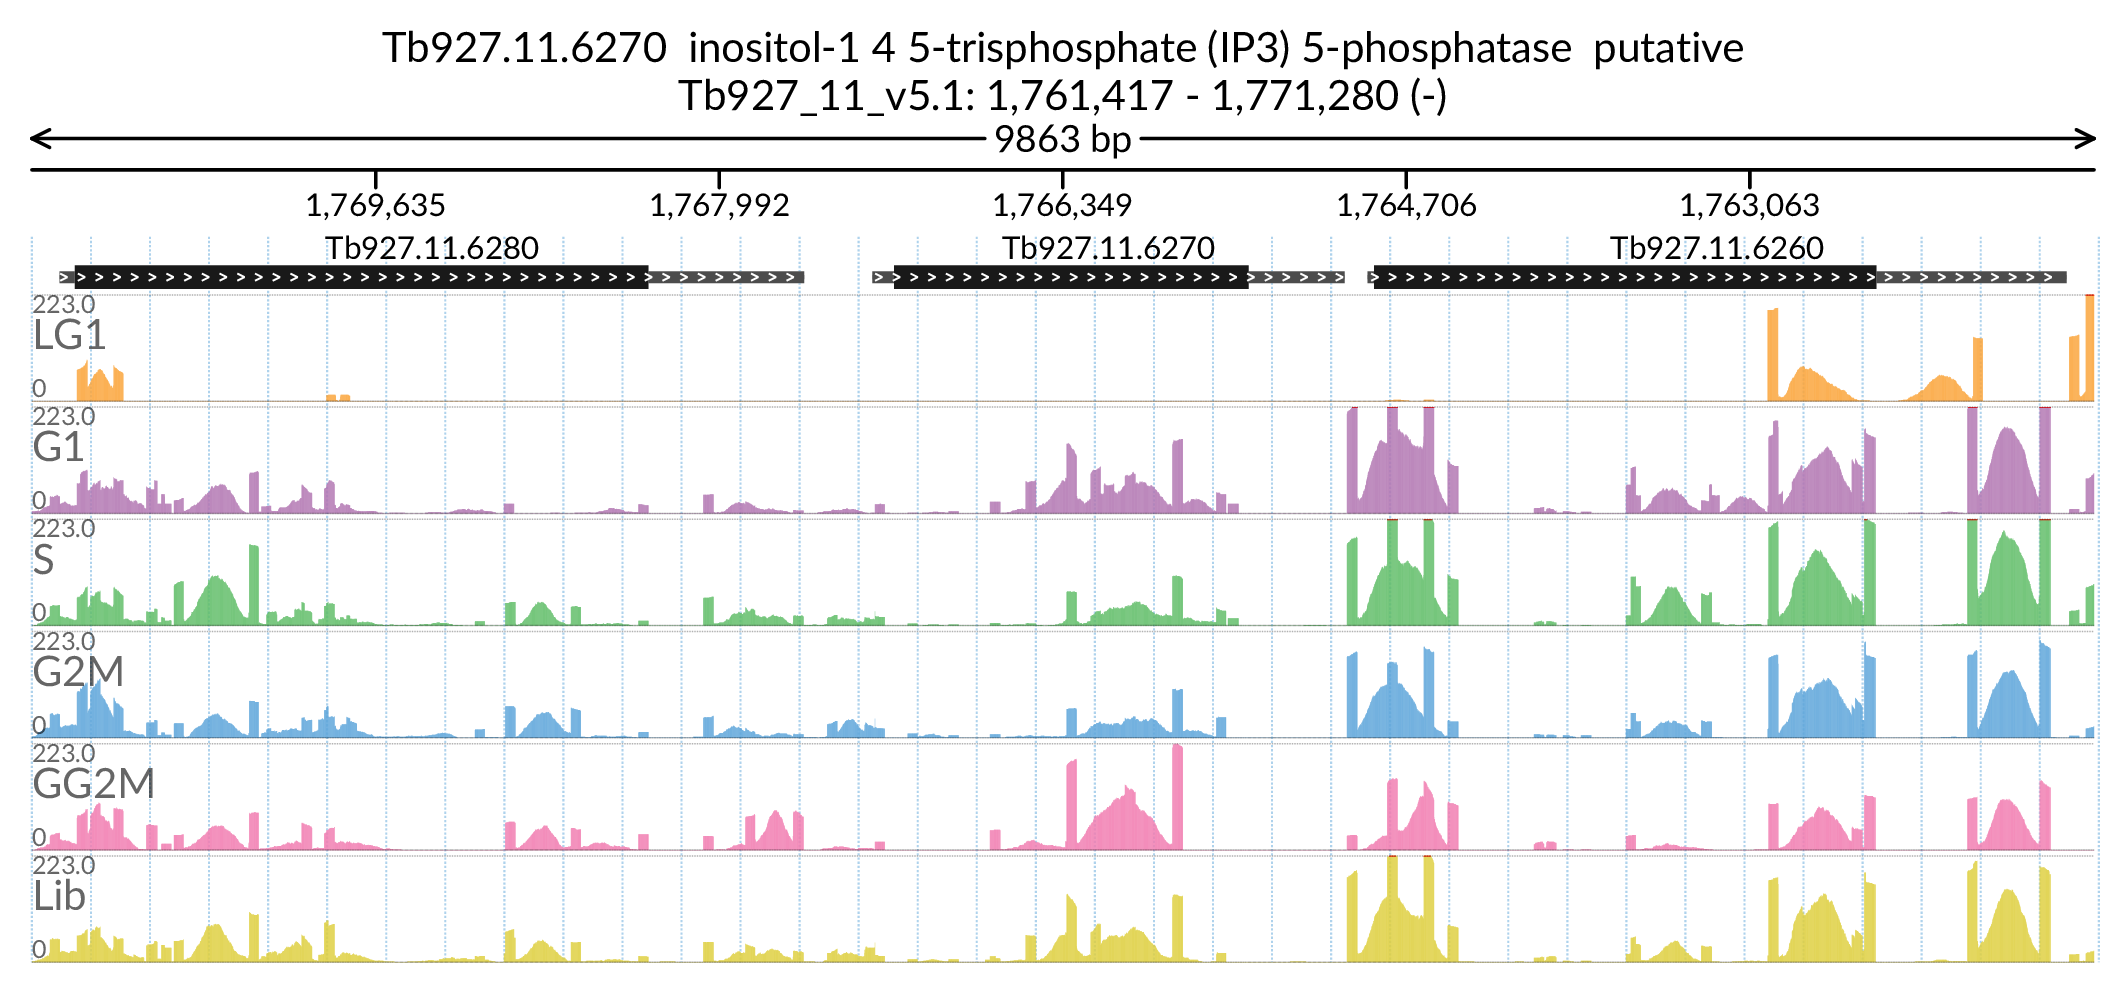 Tb927.11.6270  inositol-1 4 5-trisphosphate (IP3) 5-phosphatase  putative
Tb927_11_v5.1: 1,761,417 - 1,771,280 (-)
9863 bp
1,769,635 1,767,992 1,766,349 1,764,706 1,763,063
Tb927.11.6280 Tb927.11.6270 Tb927.11.6260
223.0
LG1
0
223.0
G1
0
223.0
S
0
223.0
G2M
0
223.0
GG2M
0
223.0
Lib
0